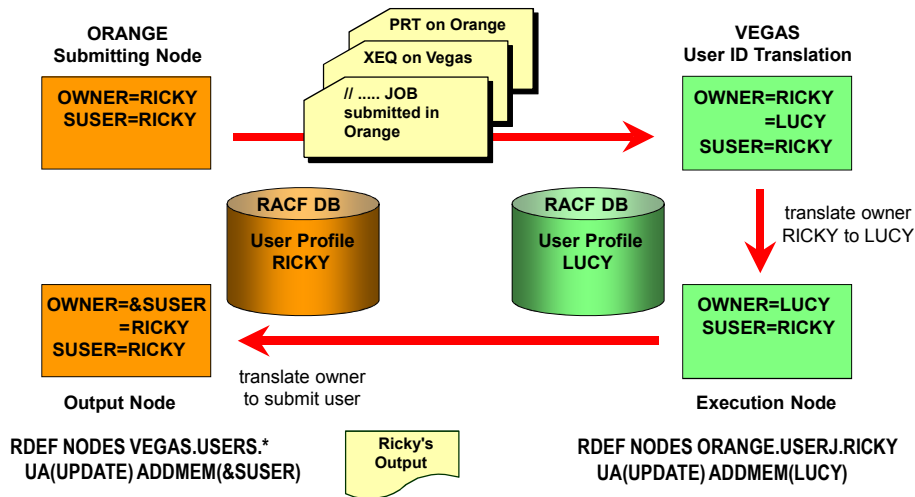 ORANGE
Submitting Node
OWNER=RICKY
SUSER=RICKY
PRT on Orange
XEQ on Vegas
// ..... JOB
submitted in
Orange
VEGAS
User ID Translation
OWNER=RICKY
=LUCY
SUSER=RICKY
RACF DB
User Profile
RICKY
RACF DB
User Profile
LUCY
translate owner
RICKY to LUCY
OWNER=&SUSER
=RICKY
SUSER=RICKY
Output Node
translate owner
to submit user
OWNER=LUCY
SUSER=RICKY
Execution Node
RDEF NODES VEGAS.USERS.*
UA(UPDATE) ADDMEM(&SUSER)
Ricky's
Output
RDEF NODES ORANGE.USERJ.RICKY
UA(UPDATE) ADDMEM(LUCY)